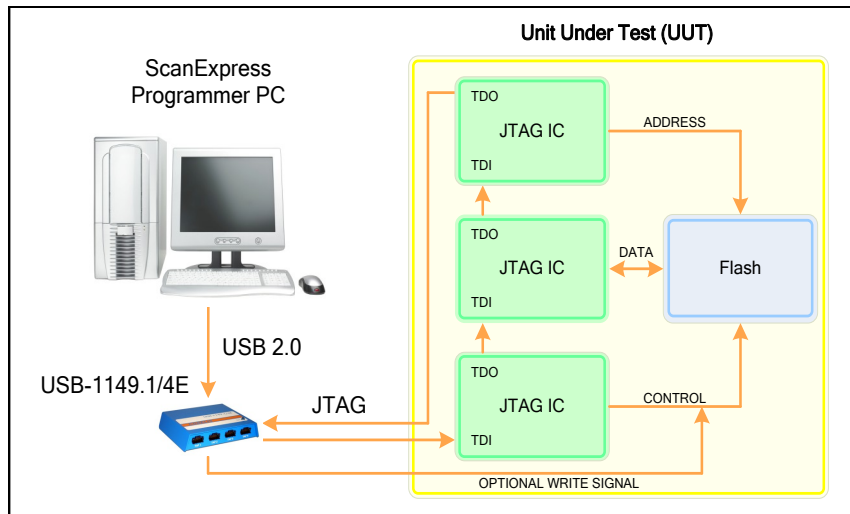 Unit Under Test (UUT)
ScanExpress
Programmer PC
TDO
JTAG IC
TDI
ADDRESS
TDO
JTAG IC
TDI
DATA
Flash
USB 2.0
USB-1149.1/4E
JTAG
TDO
JTAG IC
TDI
CONTROL
OPTIONAL WRITE SIGNAL